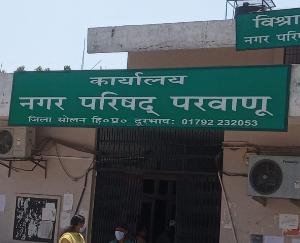 विश्रा
नगर परि
कार्यालय
नगर परिषद् परवाणू
जिला सोलन हि०प्र० दूरभाष: 01792 232053